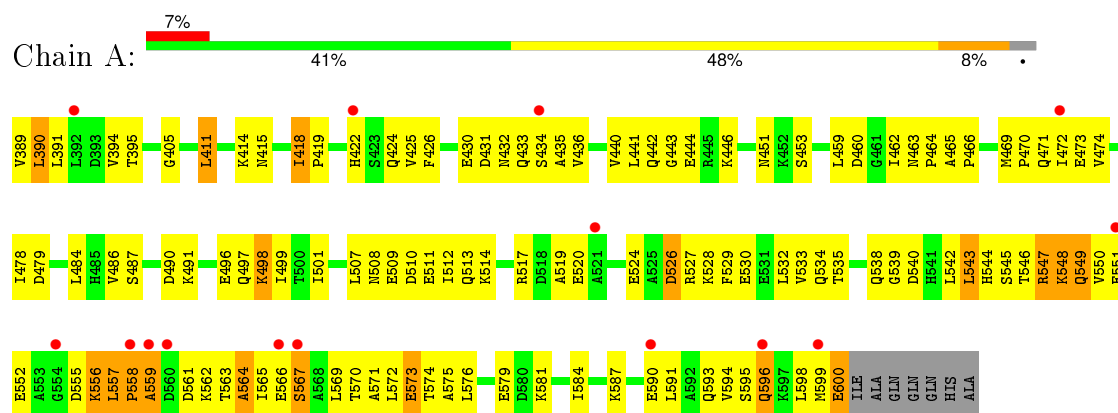 7%
Chain A:
41% 48% 8% •
V389 L390 L391 L392 D393 V394 T395 G405 L411 K414 N415 T418 P419 H422 S423 Q424 V425 F426 E430 D431 N432 Q433 S434 A435 V436 V440 L441 Q442 G443 E444 R445 K446 N451 K452 S453 L459 D460 G461 I462 N463 P464 A465 P466 M469 P470 Q471 I472 E473 V474
I478 D479 L484 H485 V486 S487 D490 K491 E496 Q497 K498 I499 T500 I501 L507 N508 E509 D510 E511 I512 Q513 K514 R517 D518 A519 E520 A521 E524 A525 D526 R527 K528 F529 E530 E531 L532 V533 Q534 T535 Q538 G539 D540 H541 L542 L543 H544 S545 T546 R547 K548 Q549 V550 E551
E552 A553 G554 D555 K556 L557 P558 A559 D560 D561 K562 T563 A564 I565 E566 S567 A568 L569 T570 A571 L572 E573 T574 A575 L576 E579 D580 K581 I584 K587 E590 L591 A592 Q593 V594 S595 Q596 K597 L598 M599 E600 ILE ALA GLN GLN GLN HIS ALA